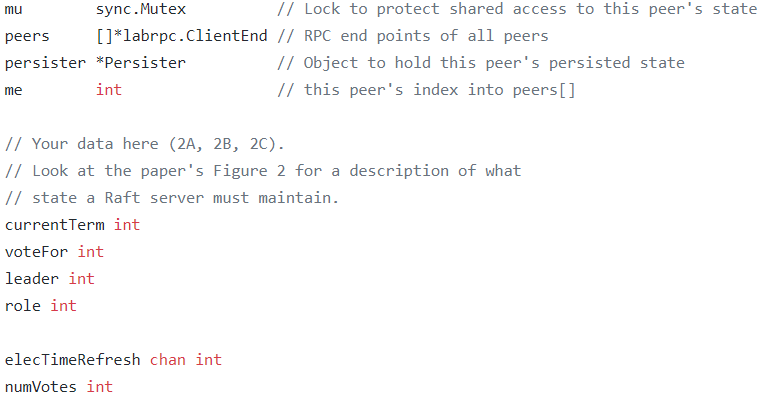 mu        sync.Mutex          // Lock to protect shared access to this peer's state
peers     []*labrpc.ClientEnd // RPC end points of all peers
persister *Persister          // Object to hold this peer's persisted state
me        int                 // this peer's index into peers[]

// Your data here (2A, 2B, 2C).
// Look at the paper's Figure 2 for a description of what
// state a Raft server must maintain.
currentTerm int
voteFor int
leader int
role int

elecTimeRefresh chan int
numVotes int